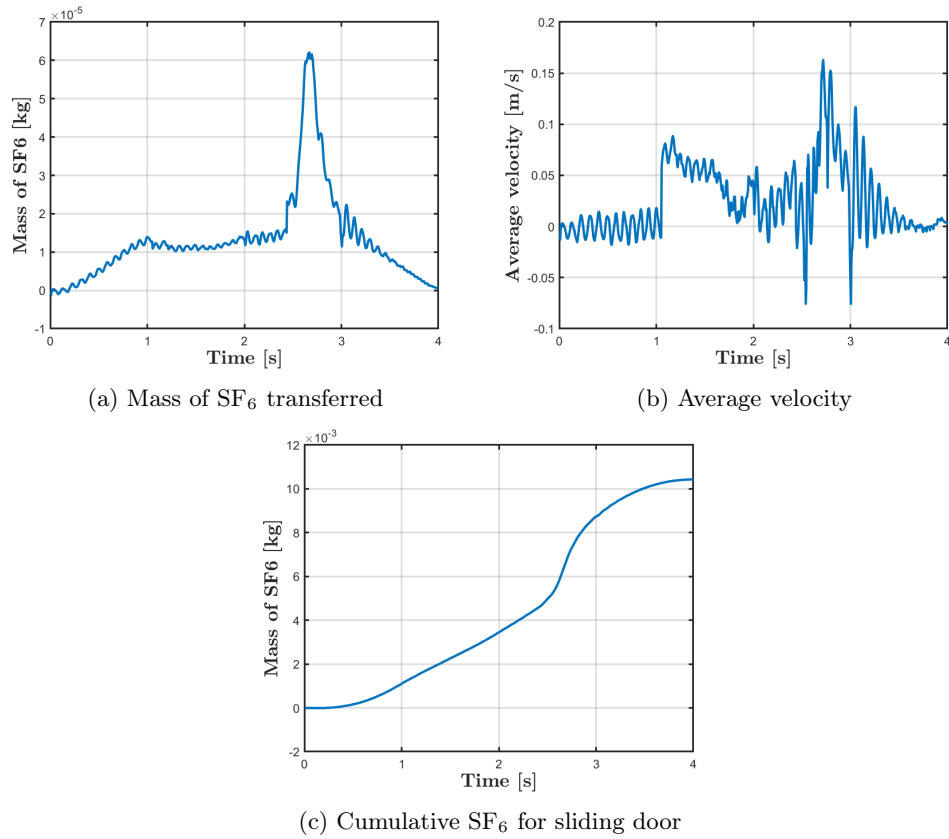 ×10⁻⁵
7
6
5
4
3
2
1
0
-1
Mass of SF6 [kg]
0 1 2 3 4
Time [s]
(a) Mass of SF₆ transferred
0.2
0.15
0.1
0.05
0
-0.05
-0.1
Average velocity [m/s]
0 1 2 3 4
Time [s]
(b) Average velocity
×10⁻³
12
10
8
6
4
2
0
-2
Mass of SF6 [kg]
0 1 2 3 4
Time [s]
(c) Cumulative SF₆ for sliding door